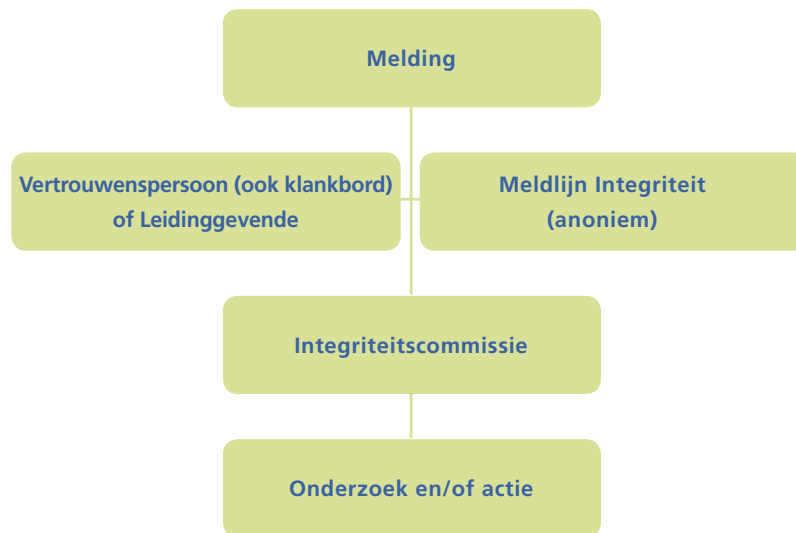 Melding
Vertrouwenspersoon (ook klankbord)
of Leidinggevende
Meldlijn Integriteit
(anoniem)
Integriteitscommissie
Onderzoek en/of actie